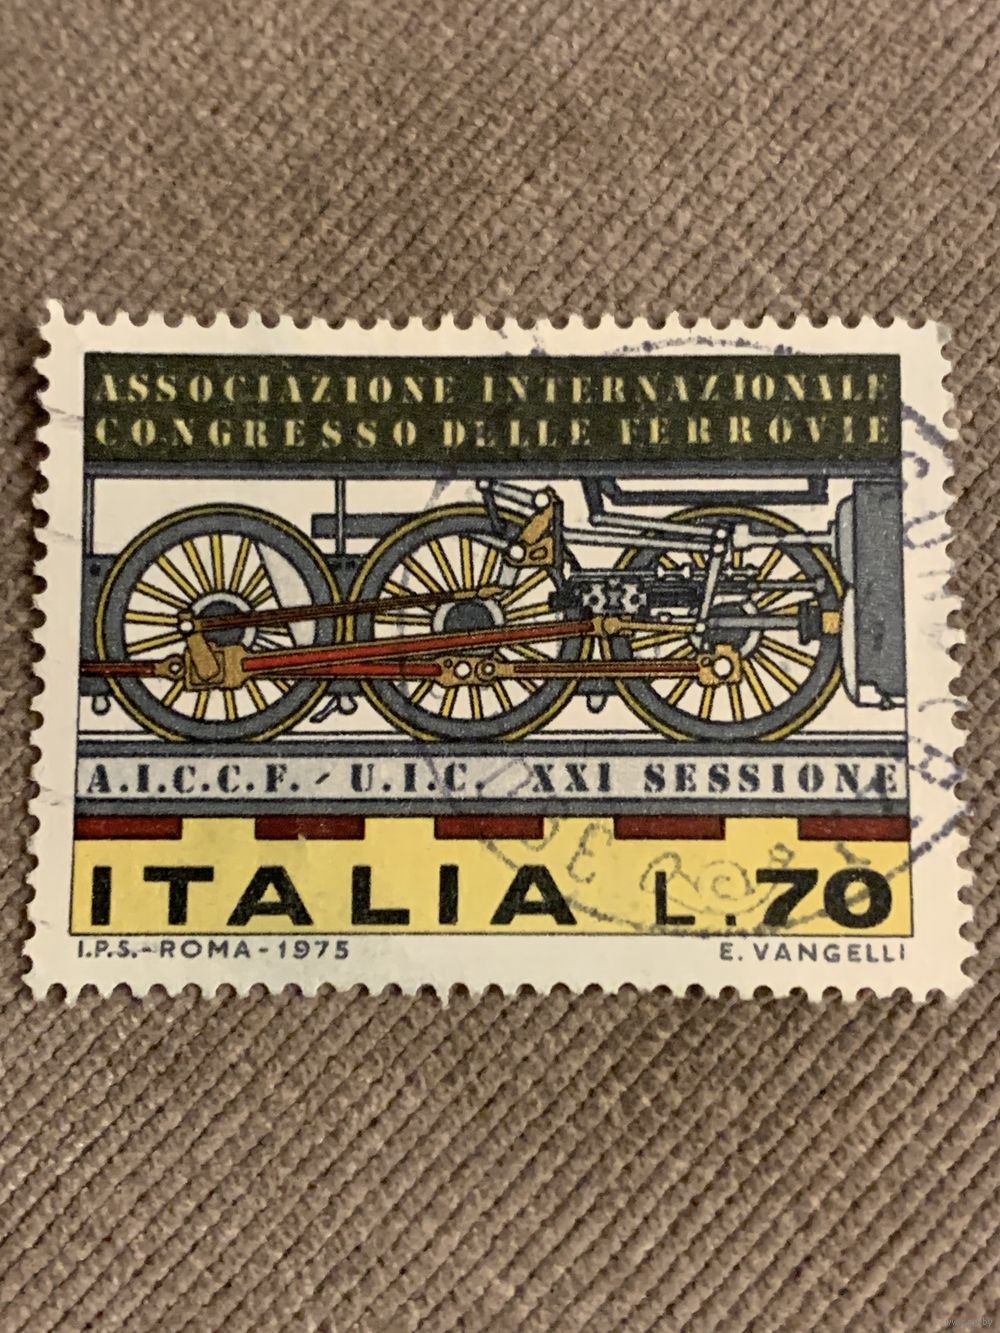 ASSOCIAZIONE INTERNAZIONALE
CONGRESSO DELLE FERROVIE
A.I.C.C.F. - U.I.C. XXI SESSIONE
ITALIA L.70
I.P.S.-ROMA-1975 E. VANGELLI